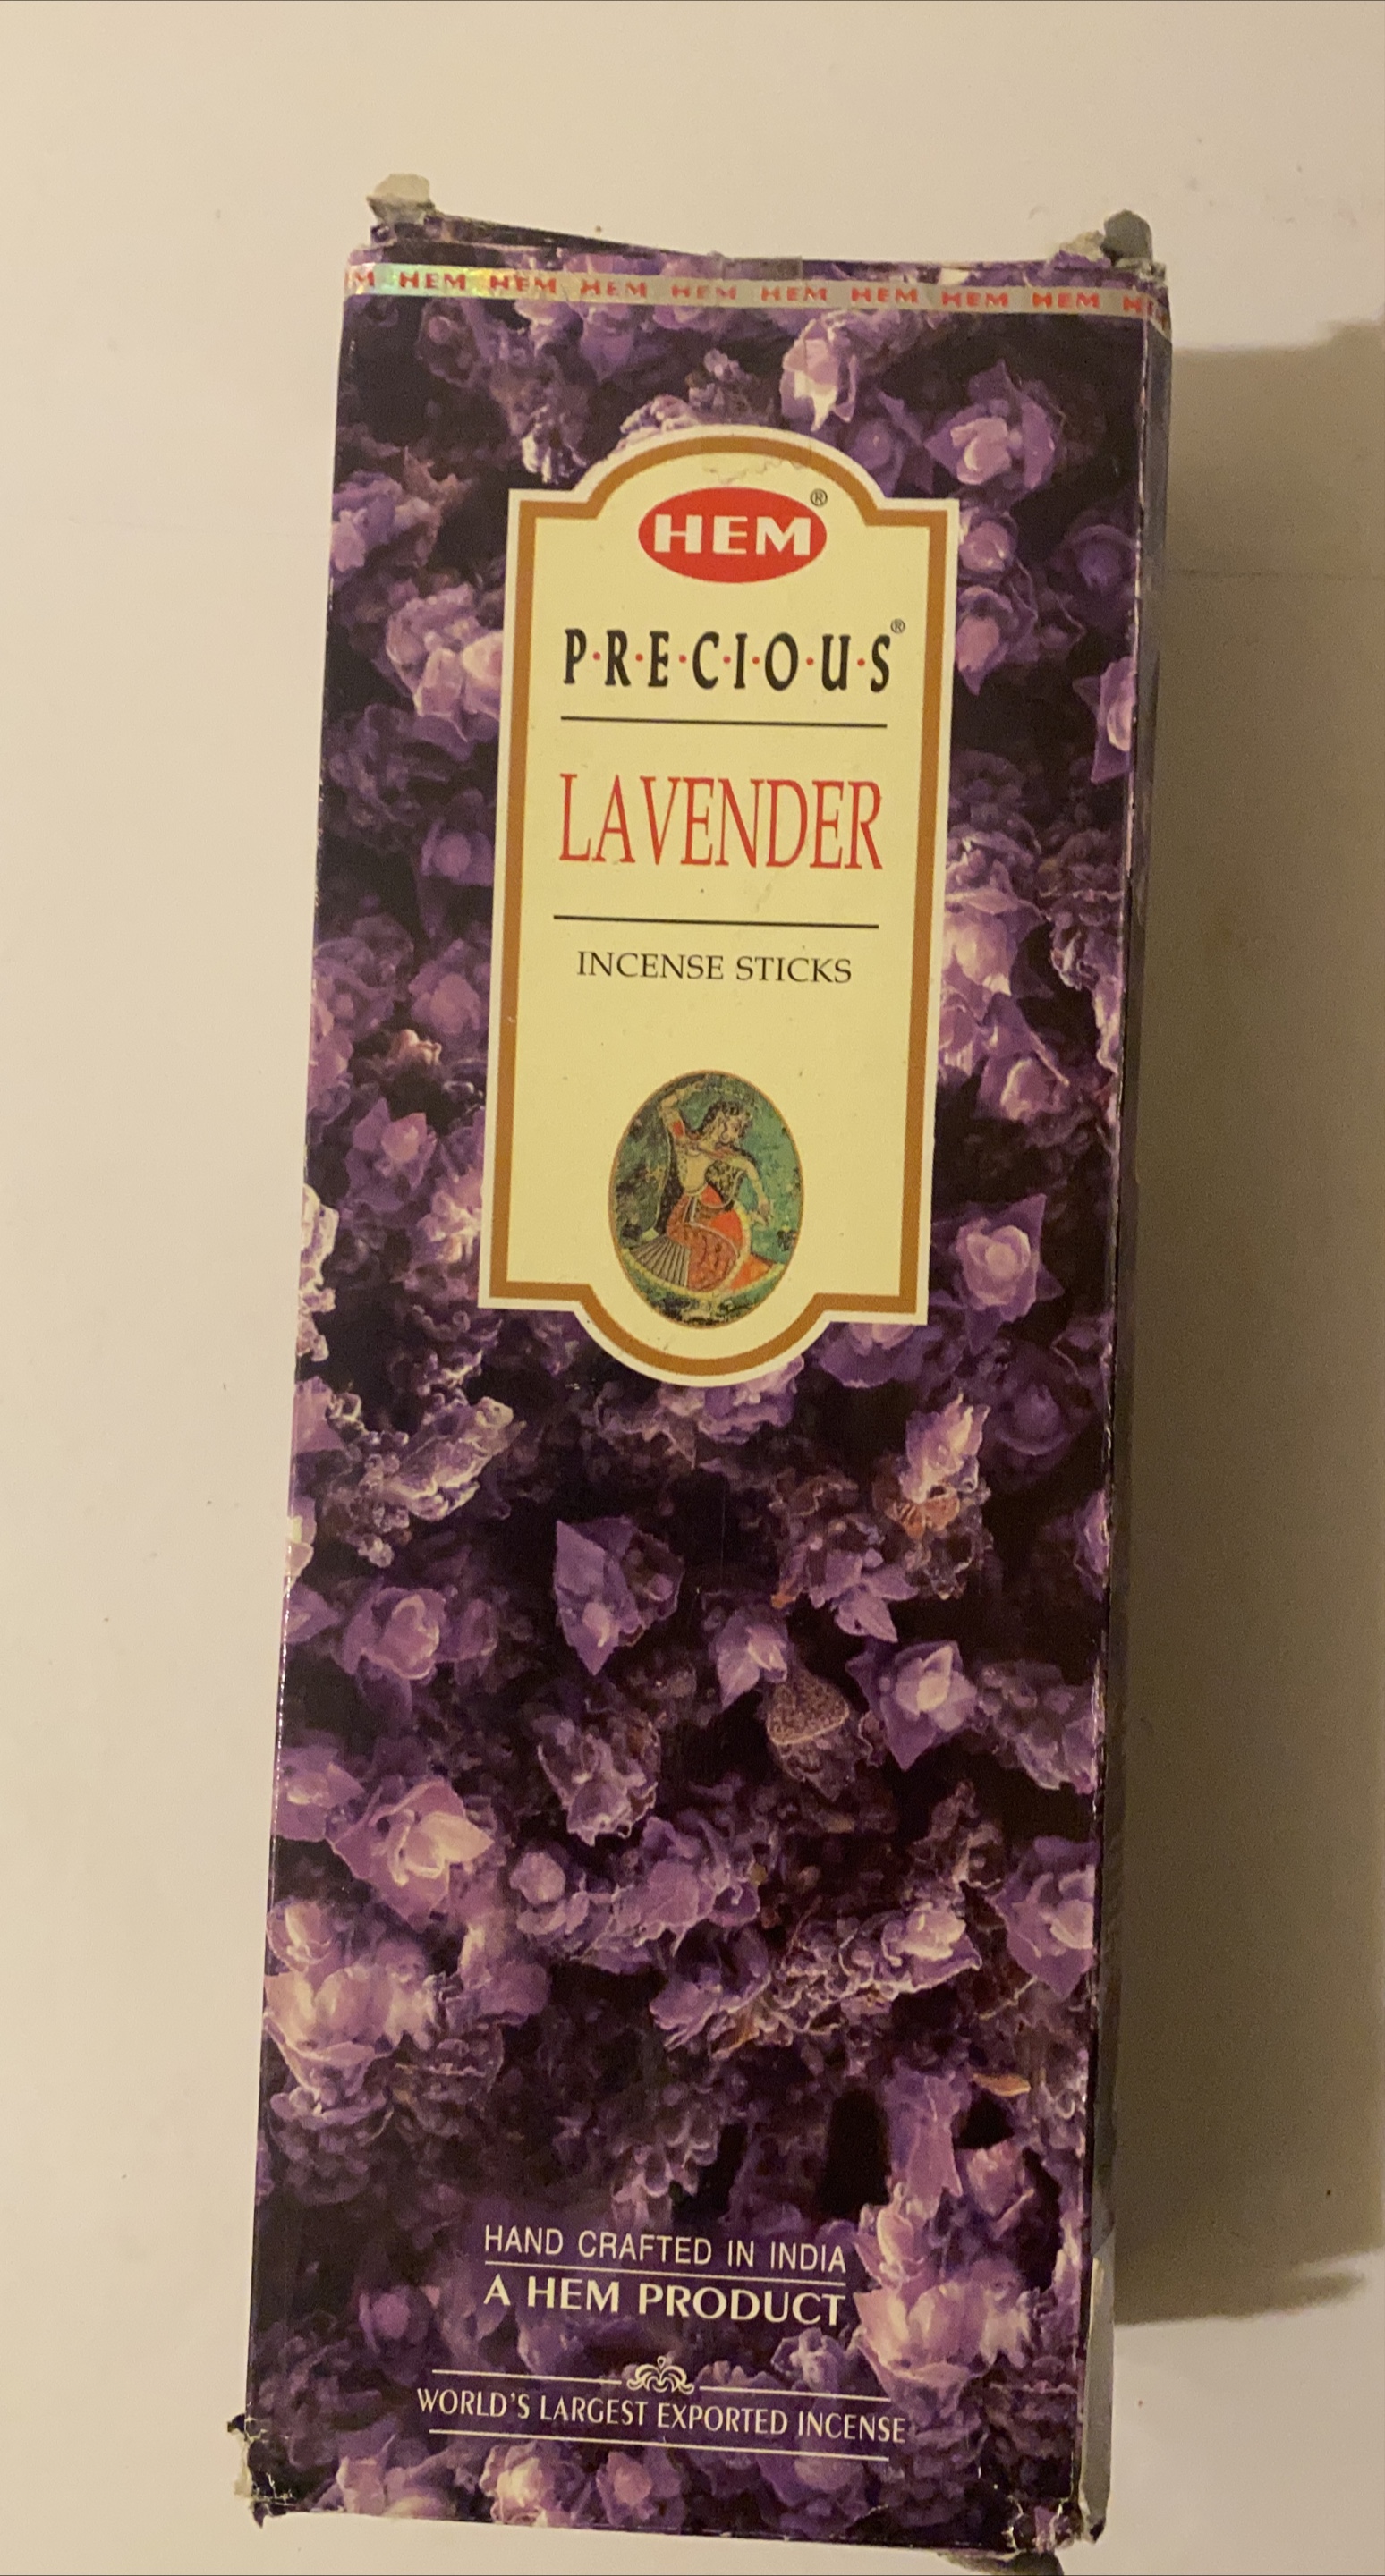 HEM HEM HEM HEM HEM HEM HEM HEM
HEM®
P·R·E·C·I·O·U·S®
LAVENDER
INCENSE STICKS
HAND CRAFTED IN INDIA
A HEM PRODUCT
WORLD'S LARGEST EXPORTED INCENSE